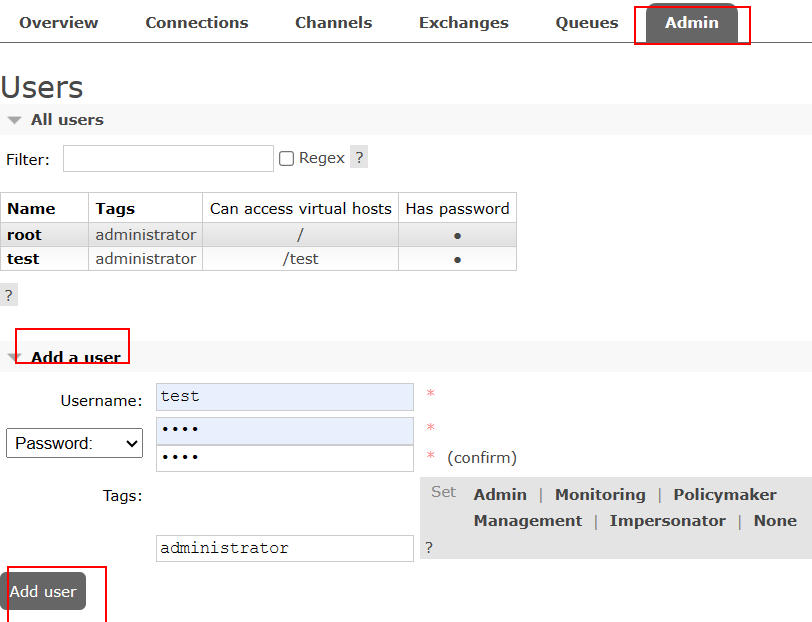 Overview Connections Channels Exchanges Queues Admin
Users
All users
Filter: Regex ?
Name Tags Can access virtual hosts Has password
root administrator / ●
test administrator /test ●
?
Add a user
Username: test *
Password: •••• *
•••• * (confirm)
Tags: Set Admin | Monitoring | Policymaker
Management | Impersonator | None
administrator ?
Add user